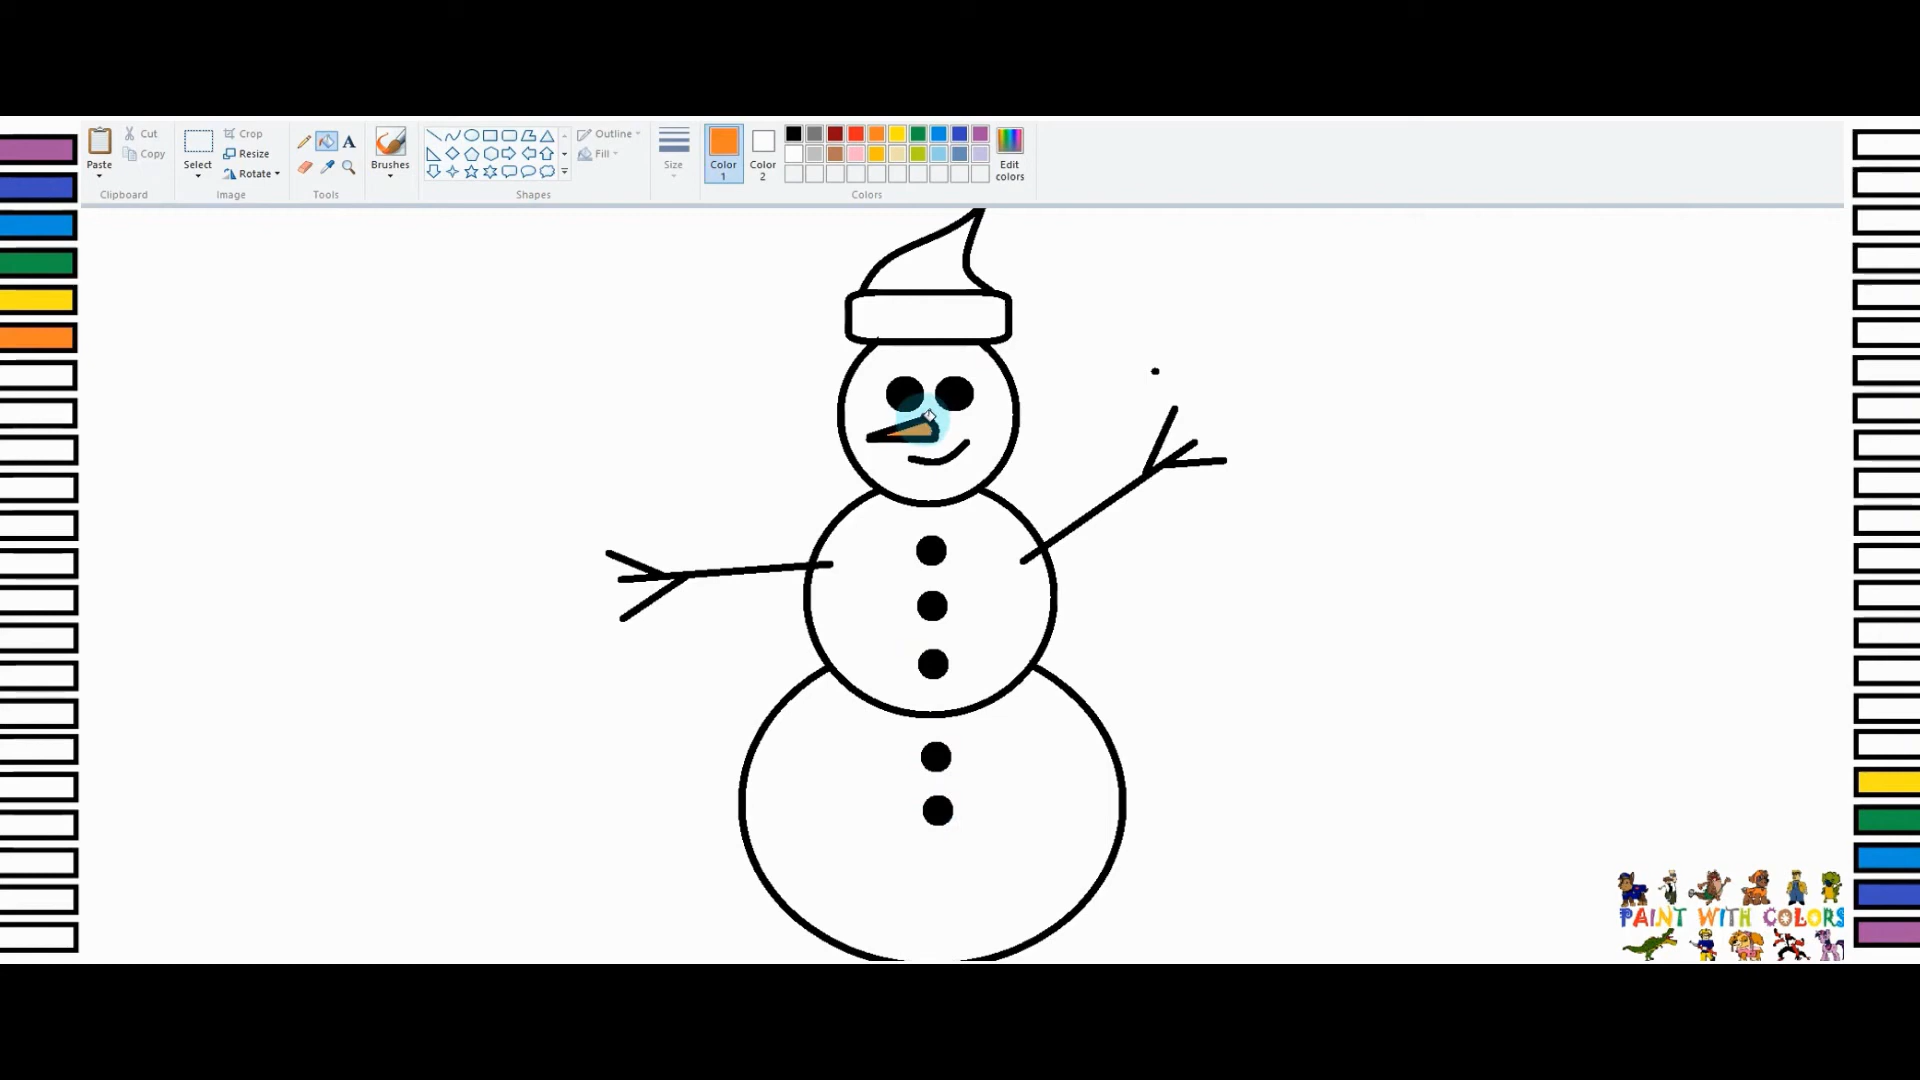 Cut
Copy
Paste
Clipboard
Select
Crop
Resize
Rotate
Image
A
Tools
Brushes
Shapes
Outline
Fill
Size
Color
1
Color
2
Colors
Edit
colors
PAINT WITH COLORS